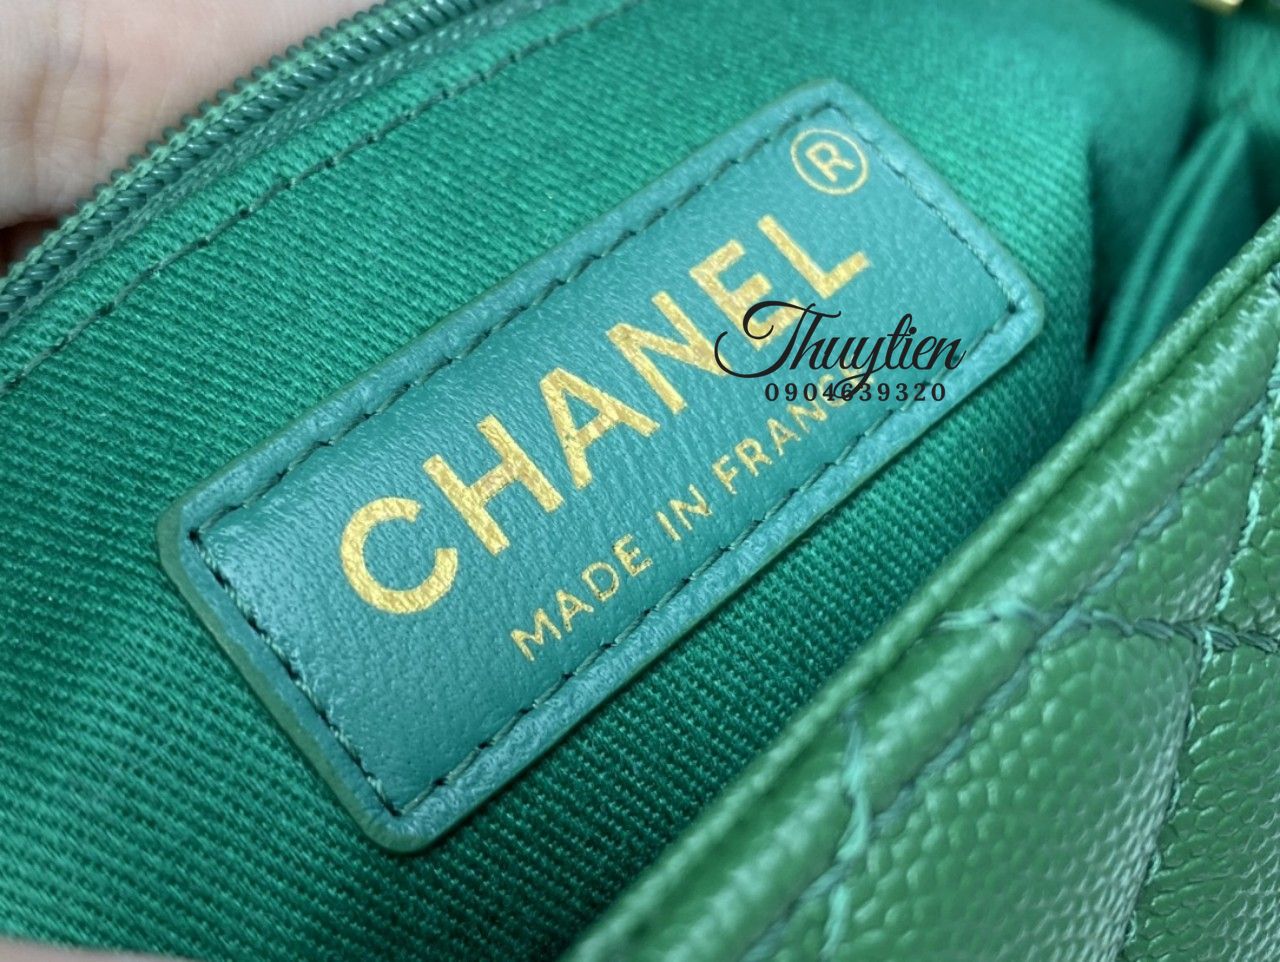 CHANEL®
MADE IN FRANCE
Thuytien
0904639320